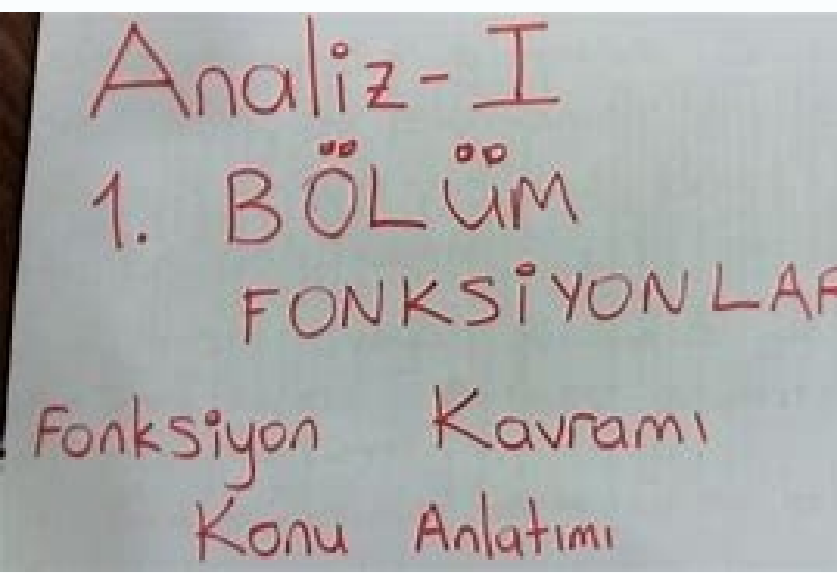 Analiz-I
1. BÖLÜM
FONKSİYONLAR
Fonksiyon Kavramı
Konu Anlatımı